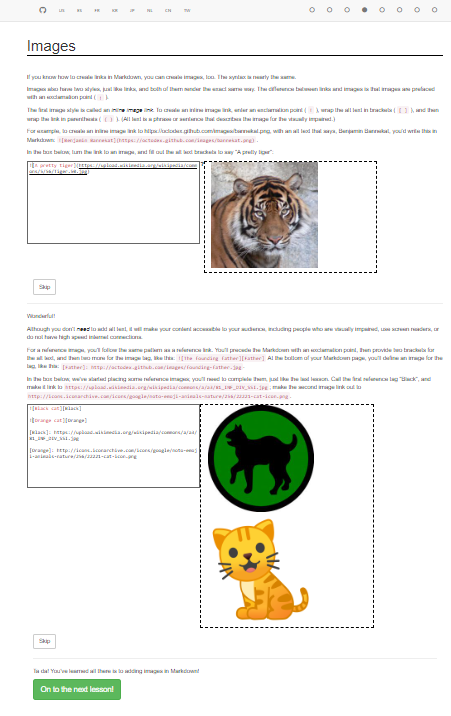 US ES FR KR JP NL CN TW
Images
If you know how to create links in Markdown, you can create images, too. The syntax is nearly the same.
Images also have two styles, just like links, and both of them render the exact same way. The difference between links and images is that images are prefaced
with an exclamation point ( ! ).
The first image style is called an inline image link. To create an inline image link, enter an exclamation point ( ! ), wrap the alt text in brackets ( [ ] ), and then
wrap the link in parenthesis ( ( ) ). (Alt text is a phrase or sentence that describes the image for the visually impaired.)
For example, to create an inline image link to https://octodex.github.com/images/bannekat.png, with an alt text that says, Benjamin Bannekat, you'd write this in
Markdown: ![Benjamin Bannekat](https://octodex.github.com/images/bannekat.png) .
In the box below, turn the link to an image, and fill out the alt text brackets to say "A pretty tiger":
![A pretty tiger](https://upload.wikimedia.org/wikipedia/com
mons/5/56/Tiger.50.jpg)
Skip
Wonderful!
Although you don't need to add alt text, it will make your content accessible to your audience, including people who are visually impaired, use screen readers, or
do not have high speed internet connections.
For a reference image, you'll follow the same pattern as a reference link. You'll precede the Markdown with an exclamation point, then provide two brackets for
the alt text, and then two more for the image tag, like this: ![The founding father][Father] At the bottom of your Markdown page, you'll define an image for the
tag, like this: [Father]: http://octodex.github.com/images/founding-father.jpg .
In the box below, we've started placing some reference images; you'll need to complete them, just like the last lesson. Call the first reference tag "Black", and
make it link to https://upload.wikimedia.org/wikipedia/commons/a/a3/81_INF_DIV_SSI.jpg ; make the second image link out to
http://icons.iconarchive.com/icons/google/noto-emoji-animals-nature/256/22221-cat-icon.png .
![Black cat][Black]
![Orange cat][Orange]
[Black]: https://upload.wikimedia.org/wikipedia/commons/a/a3/
81_INF_DIV_SSI.jpg
[Orange]: http://icons.iconarchive.com/icons/google/noto-emoj
i-animals-nature/256/22221-cat-icon.png
Skip
Ta da! You've learned all there is to adding images in Markdown!
On to the next lesson!